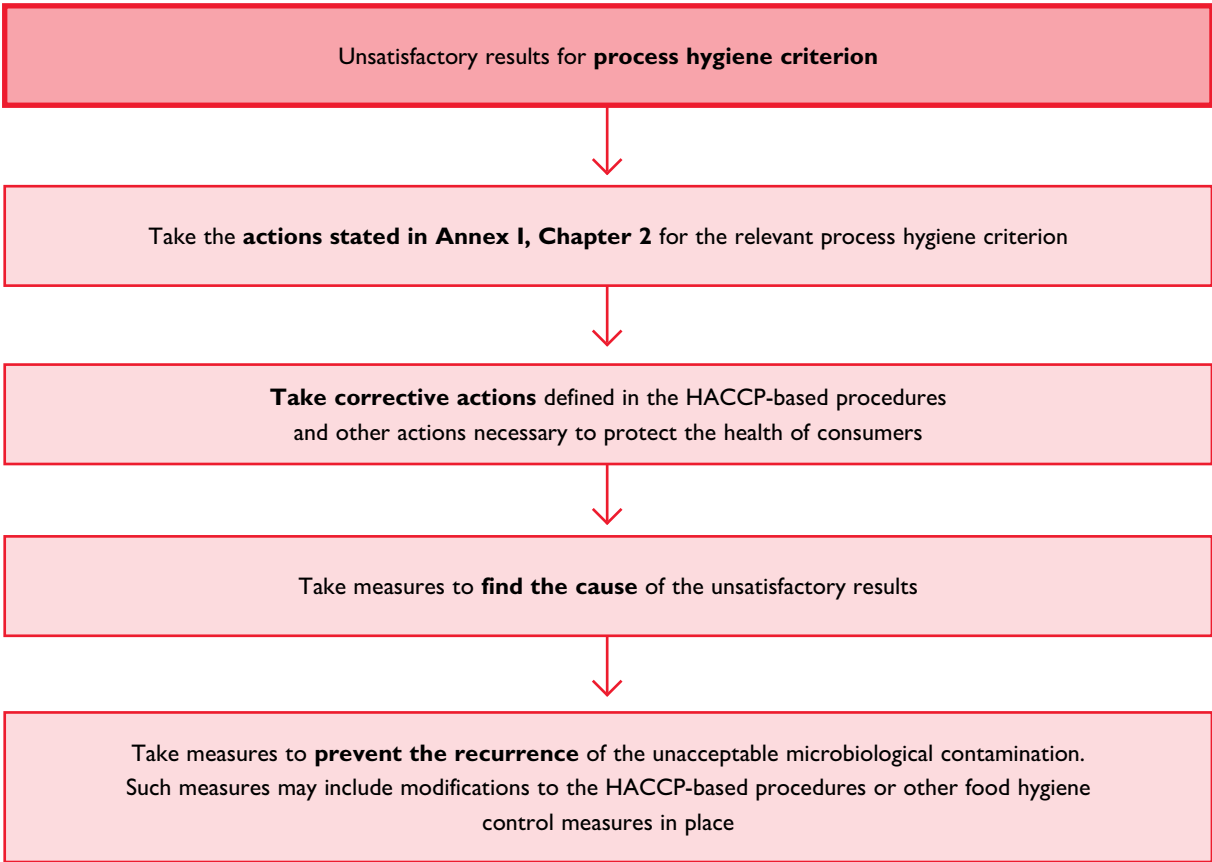 Unsatisfactory results for process hygiene criterion
Take the actions stated in Annex I, Chapter 2 for the relevant process hygiene criterion
Take corrective actions defined in the HACCP-based procedures
and other actions necessary to protect the health of consumers
Take measures to find the cause of the unsatisfactory results
Take measures to prevent the recurrence of the unacceptable microbiological contamination.
Such measures may include modifications to the HACCP-based procedures or other food hygiene
control measures in place